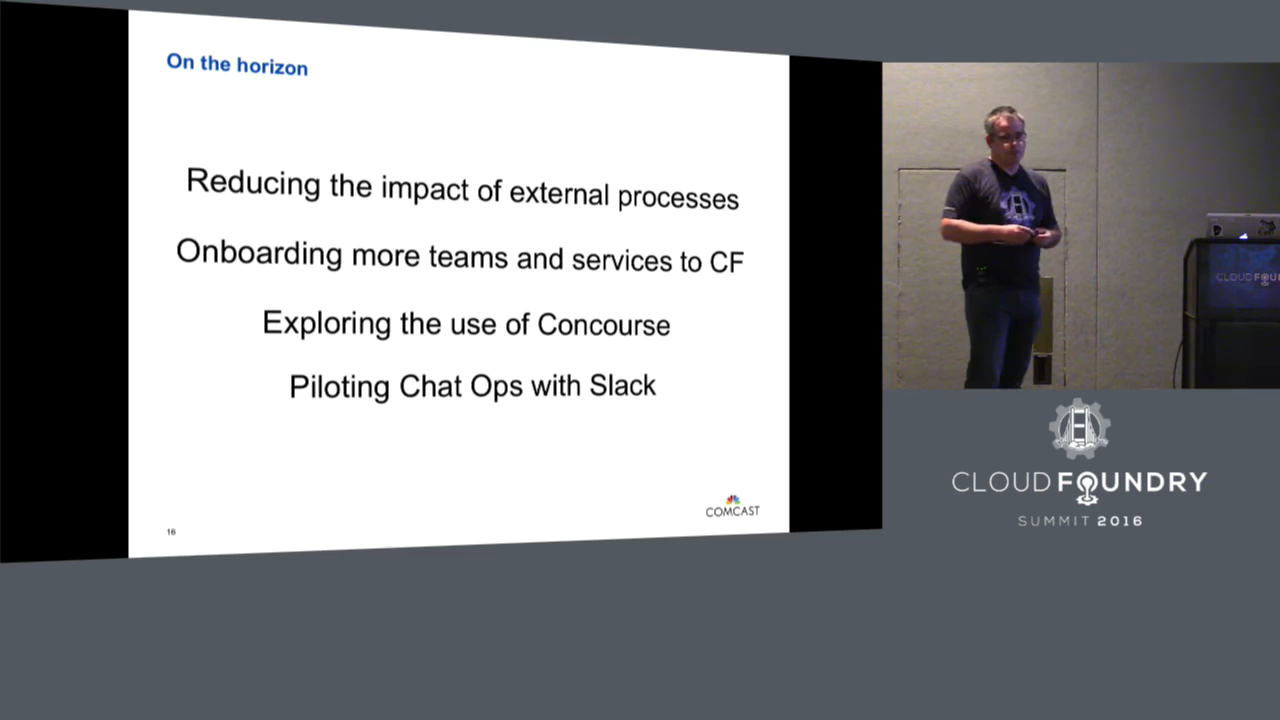 On the horizon
Reducing the impact of external processes
Onboarding more teams and services to CF
Exploring the use of Concourse
Piloting Chat Ops with Slack
COMCAST
16
CLOUD FOUNDRY
SUMMIT 2016